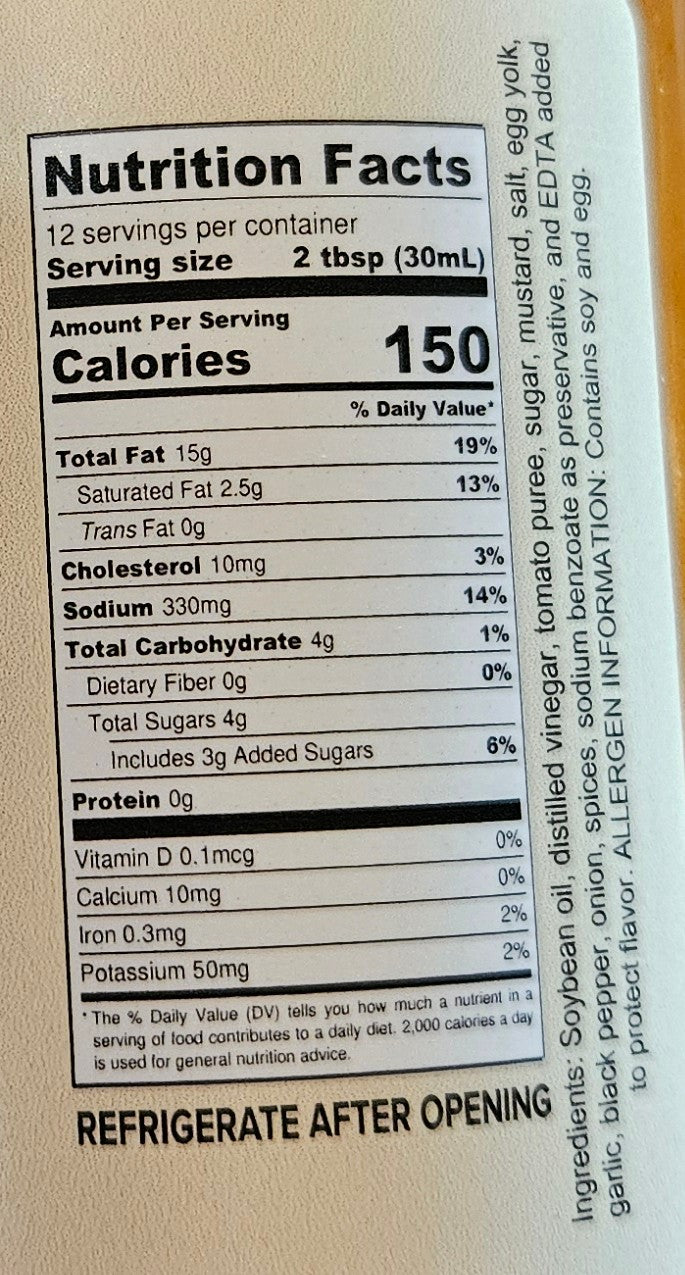 Nutrition Facts
12 servings per container
Serving size 2 tbsp (30mL)
Amount Per Serving
Calories 150
% Daily Value*
Total Fat 15g 19%
Saturated Fat 2.5g 13%
Trans Fat 0g
Cholesterol 10mg 3%
Sodium 330mg 14%
Total Carbohydrate 4g 1%
Dietary Fiber 0g 0%
Total Sugars 4g
Includes 3g Added Sugars 6%
Protein 0g
Vitamin D 0.1mcg 0%
Calcium 10mg 0%
Iron 0.3mg 2%
Potassium 50mg 2%
* The % Daily Value (DV) tells you how much a nutrient in a
serving of food contributes to a daily diet. 2,000 calories a day
is used for general nutrition advice.
REFRIGERATE AFTER OPENING
Ingredients: Soybean oil, distilled vinegar, tomato puree, sugar, mustard, salt, egg yolk,
garlic, black pepper, onion, spices, sodium benzoate as preservative, and EDTA added
to protect flavor. ALLERGEN INFORMATION: Contains soy and egg.